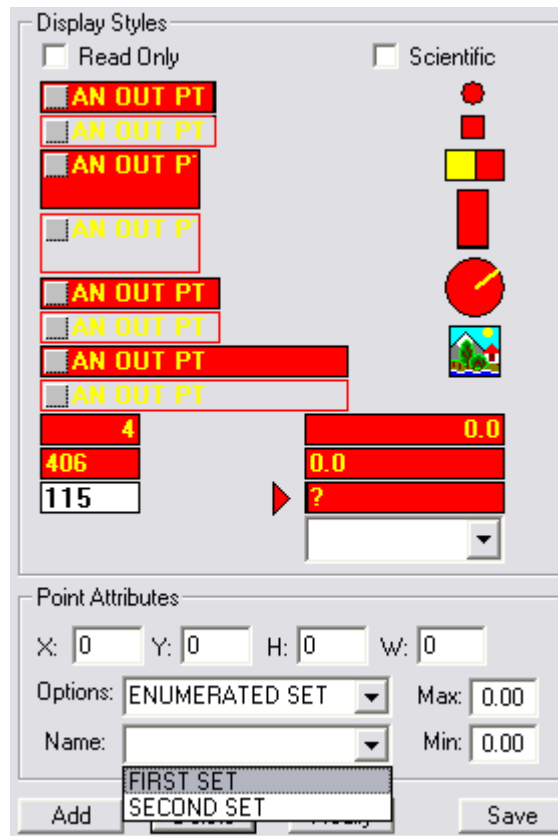 Display Styles
Read Only Scientific
AN OUT PT
AN OUT PT
AN OUT P
AN OUT P
AN OUT PT
AN OUT PT
AN OUT PT
AN OUT PT
4 0.0
406 0.0
115 ?
Point Attributes
X: 0 Y: 0 H: 0 W: 0
Options: ENUMERATED SET Max: 0.00
Name: Min: 0.00
FIRST SET
SECOND SET
Add Save